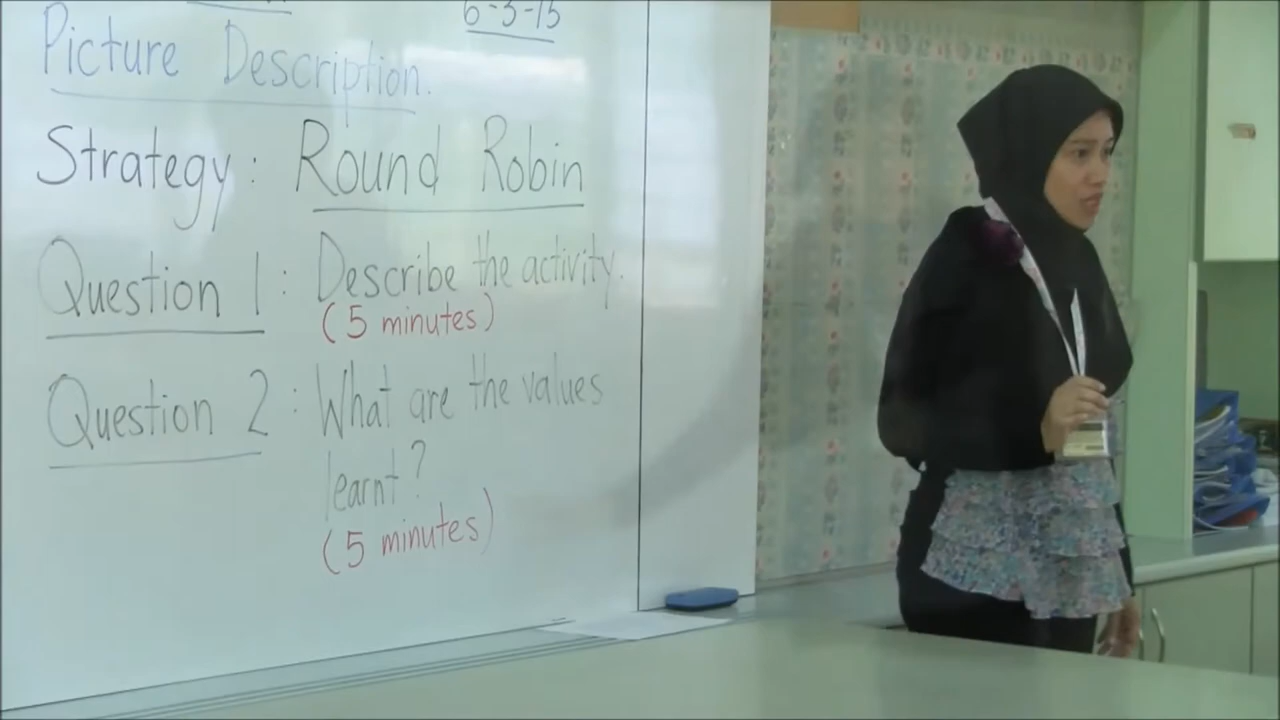 6-3-15
Picture Description.
Strategy: Round Robin
Question 1: Describe the activity.
(5 minutes)
Question 2: What are the values
learnt?
(5 minutes)